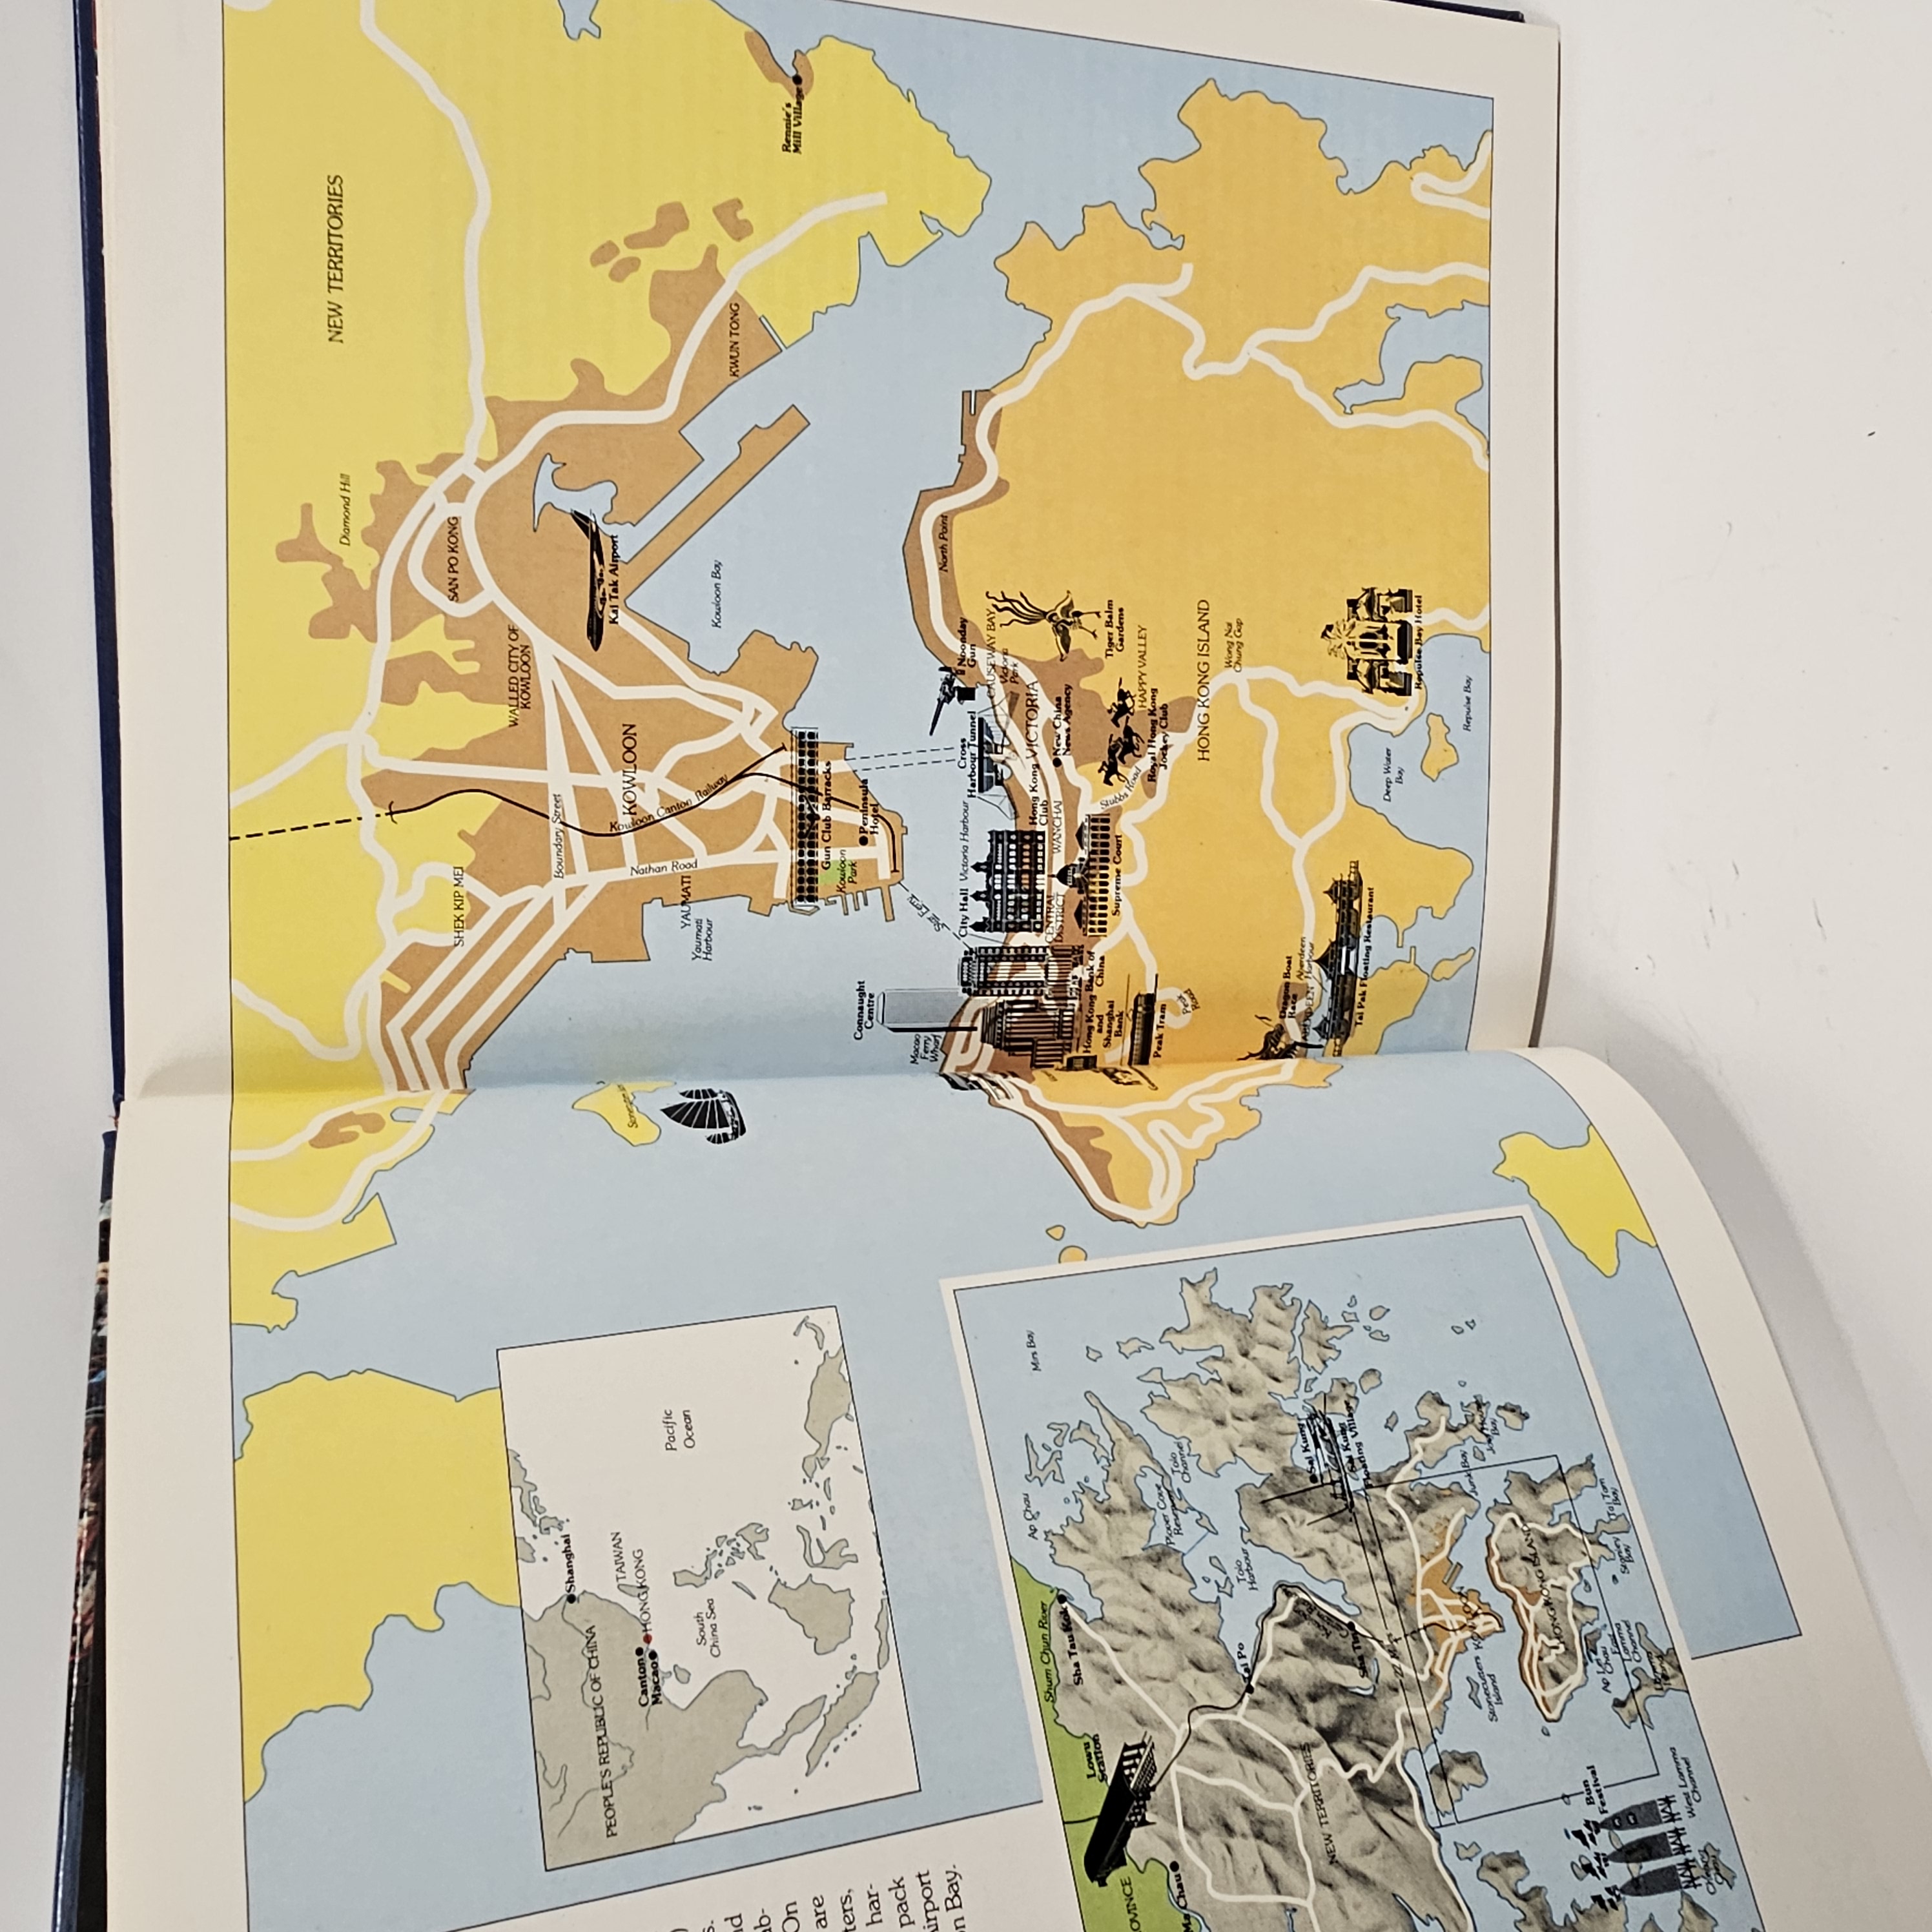 )
s.
nd
ab-
On
are
ters,
har-
pack
Airport
n Bay.
PEOPLE'S REPUBLIC OF CHINA
Shanghai
TAIWAN
Canton
HONG KONG
Macao
South
China Sea
Pacific
Ocean
OVINCE
Lowu
Station
Shum Chun River
Sha Tau Kok
Ap Chau
Mirs Bay
Ma Chau
Plover Cove
Reservoir
Tolo
Channel
Tai Po
Tolo
Harbour
NEW TERRITORIES
Sha Tin
Sai Kung
Sai Kung
Floating Village
22 Miles
KOWLOON
Stonecutters
Island
Junk Bay
Joss House
Bay
HONG KONG ISLAND
Bun
Festival
Ap Lei
Chau
East
Lamma
Channel
Lamma
Island
Stanley
Bay
Tai Tam
Bay
West Lamma
Channel
Cheung
Chau
NEW TERRITORIES
Diamond Hill
SHEK KIP MEI
SAN PO KONG
WALLED CITY OF
KOWLOON
Boundary Street
Kai Tak Airport
KOWLOON
Nathan Road
Kowloon Canton Railway
YAUMATI
Yaumati
Harbour
Kowloon Bay
KWUN TONG
Rennie's
Mill Village
Gun Club Barracks
Kowloon
Park
Peninsula
Hotel
Connaught
Centre
Macao
Ferry
Wharf
Star Ferry
City Hall
Victoria Harbour
Cross
Harbour Tunnel
Noonday
Gun
North Point
CAUSEWAY BAY
Victoria
Park
Hong Kong
Club
VICTORIA
CENTRAL
DISTRICT
WANCHAI
New China
News Agency
Hong Kong
and
Shanghai
Bank
Bank of
China
Supreme Court
Stubbs Road
Tiger Balm
Gardens
HAPPY VALLEY
Royal Hong Kong
Jockey Club
Peak Tram
Peak
Road
HONG KONG ISLAND
Wong Nai
Chung Gap
Dragon Boat
Race
ABERDEEN
Aberdeen
Harbour
Tai Pak Floating Restaurant
Deep Water
Bay
Repulse Bay Hotel
Repulse Bay